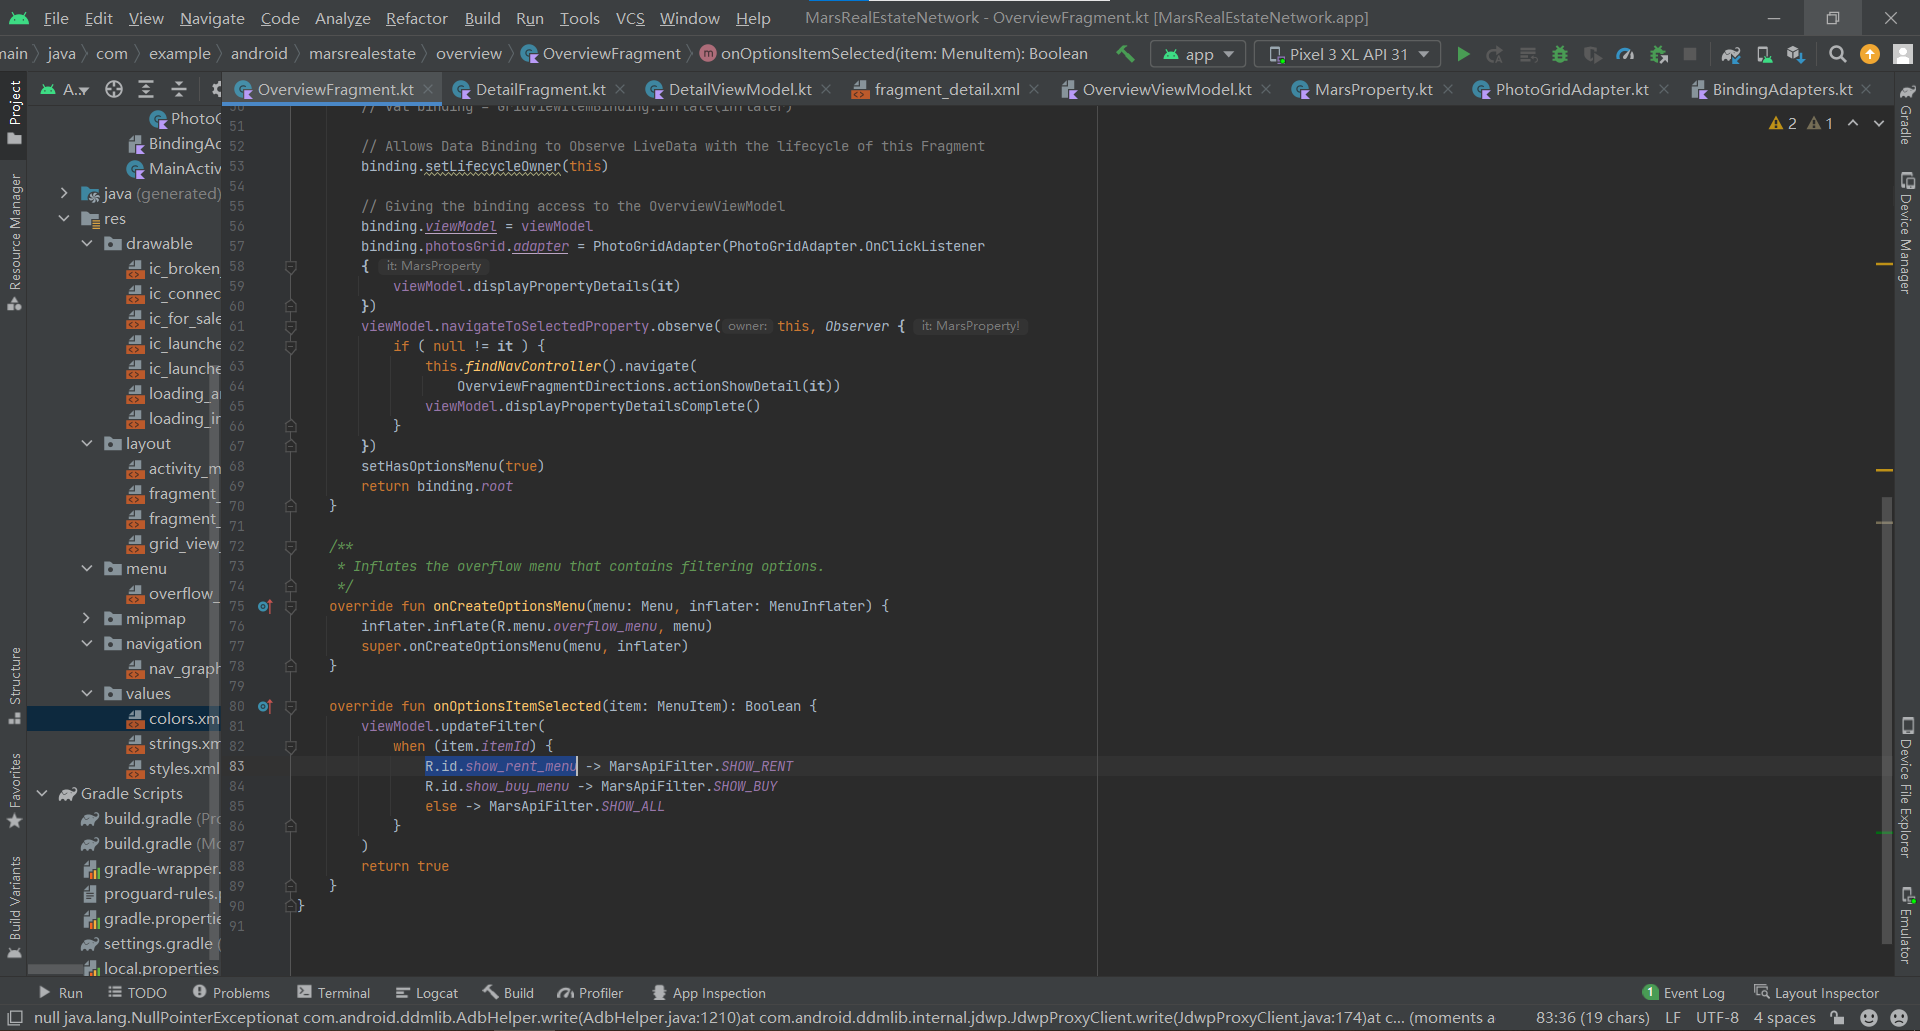 File Edit View Navigate Code Analyze Refactor Build Run Tools VCS Window Help MarsRealEstateNetwork - OverviewFragment.kt [MarsRealEstateNetwork.app]
main java com example android marsrealestate overview OverviewFragment m onOptionsItemSelected(item: MenuItem): Boolean app Pixel 3 XL API 31
A... OverviewFragment.kt DetailFragment.kt DetailViewModel.kt fragment_detail.xml OverviewViewModel.kt MarsProperty.kt PhotoGridAdapter.kt BindingAdapters.kt
Project
Resource Manager
Structure
Favorites
Build Variants
PhotoG
BindingAd
MainActiv
java (generated)
res
drawable
ic_broken_
ic_connec
ic_for_sale
ic_launche
ic_launche
loading_a
loading_i
layout
activity_m
fragment_
fragment_
grid_view_
menu
overflow_
mipmap
navigation
nav_graph
values
colors.xm
strings.xm
styles.xml
Gradle Scripts
build.gradle (Pr
build.gradle (M
gradle-wrapper.
proguard-rules.
gradle.propertie
settings.gradle (
local.properties
50 // val binding = GridViewItemBinding.inflate(inflater)
51
52 // Allows Data Binding to Observe LiveData with the lifecycle of this Fragment
53 binding.setLifecycleOwner(this)
54
55 // Giving the binding access to the OverviewViewModel
56 binding.viewModel = viewModel
57 binding.photosGrid.adapter = PhotoGridAdapter(PhotoGridAdapter.OnClickListener
58 { it: MarsProperty
59 viewModel.displayPropertyDetails(it)
60 })
61 viewModel.navigateToSelectedProperty.observe( owner: this, Observer { it: MarsProperty!
62 if ( null != it ) {
63 this.findNavController().navigate(
64 OverviewFragmentDirections.actionShowDetail(it))
65 viewModel.displayPropertyDetailsComplete()
66 }
67 })
68 setHasOptionsMenu(true)
69 return binding.root
70 }
71
72 /**
73 * Inflates the overflow menu that contains filtering options.
74 */
75 override fun onCreateOptionsMenu(menu: Menu, inflater: MenuInflater) {
76 inflater.inflate(R.menu.overflow_menu, menu)
77 super.onCreateOptionsMenu(menu, inflater)
78 }
79
80 override fun onOptionsItemSelected(item: MenuItem): Boolean {
81 viewModel.updateFilter(
82 when (item.itemId) {
83 R.id.show_rent_menu -> MarsApiFilter.SHOW_RENT
84 R.id.show_buy_menu -> MarsApiFilter.SHOW_BUY
85 else -> MarsApiFilter.SHOW_ALL
86 }
87 )
88 return true
89 }
90 }
91
2 1
Gradle
Device Manager
Device File Explorer
Emulator
Run TODO Problems Terminal Logcat Build Profiler App Inspection 1 Event Log Layout Inspector
null java.lang.NullPointerExceptionat com.android.ddmlib.AdbHelper.write(AdbHelper.java:1210)at com.android.ddmlib.internal.jdwp.JdwpProxyClient.write(JdwpProxyClient.java:174)at c... (moments a 83:36 (19 chars) LF UTF-8 4 spaces